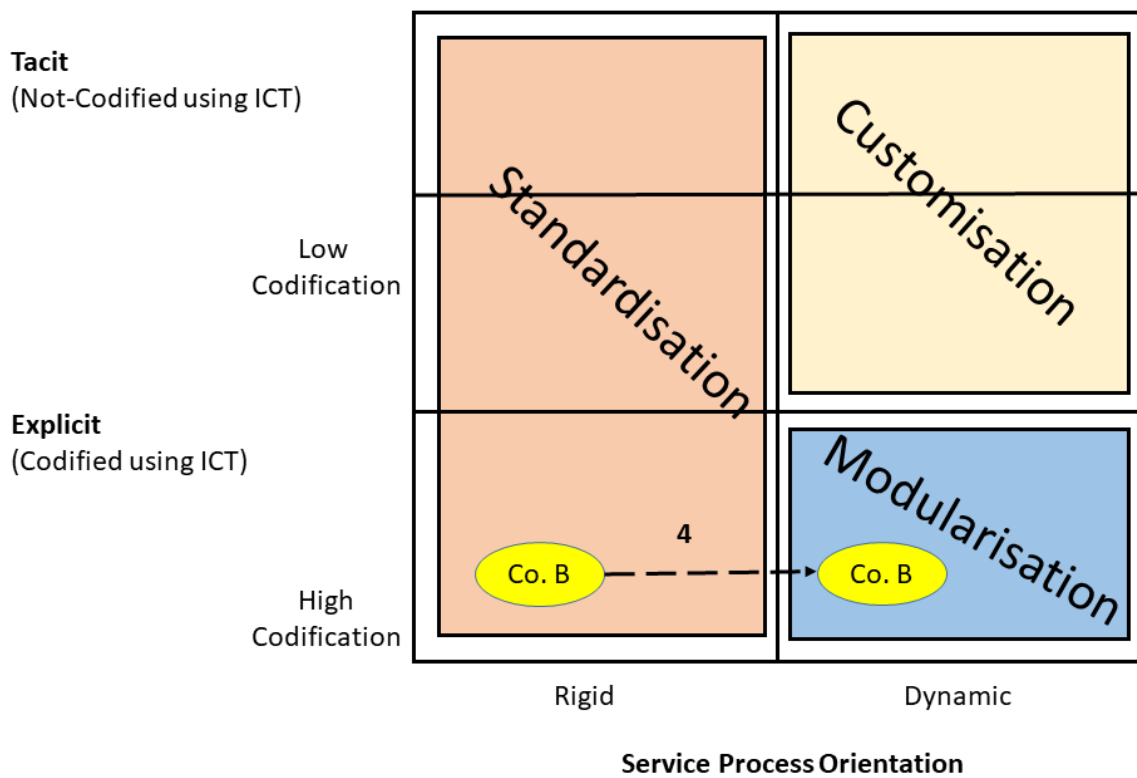 Tacit
(Not-Codified using ICT)
Customisation
Standardisation
Low
Codification
Explicit
(Codified using ICT)
Modularisation
4
Co. B
Co. B
High
Codification
Rigid
Dynamic
Service Process Orientation